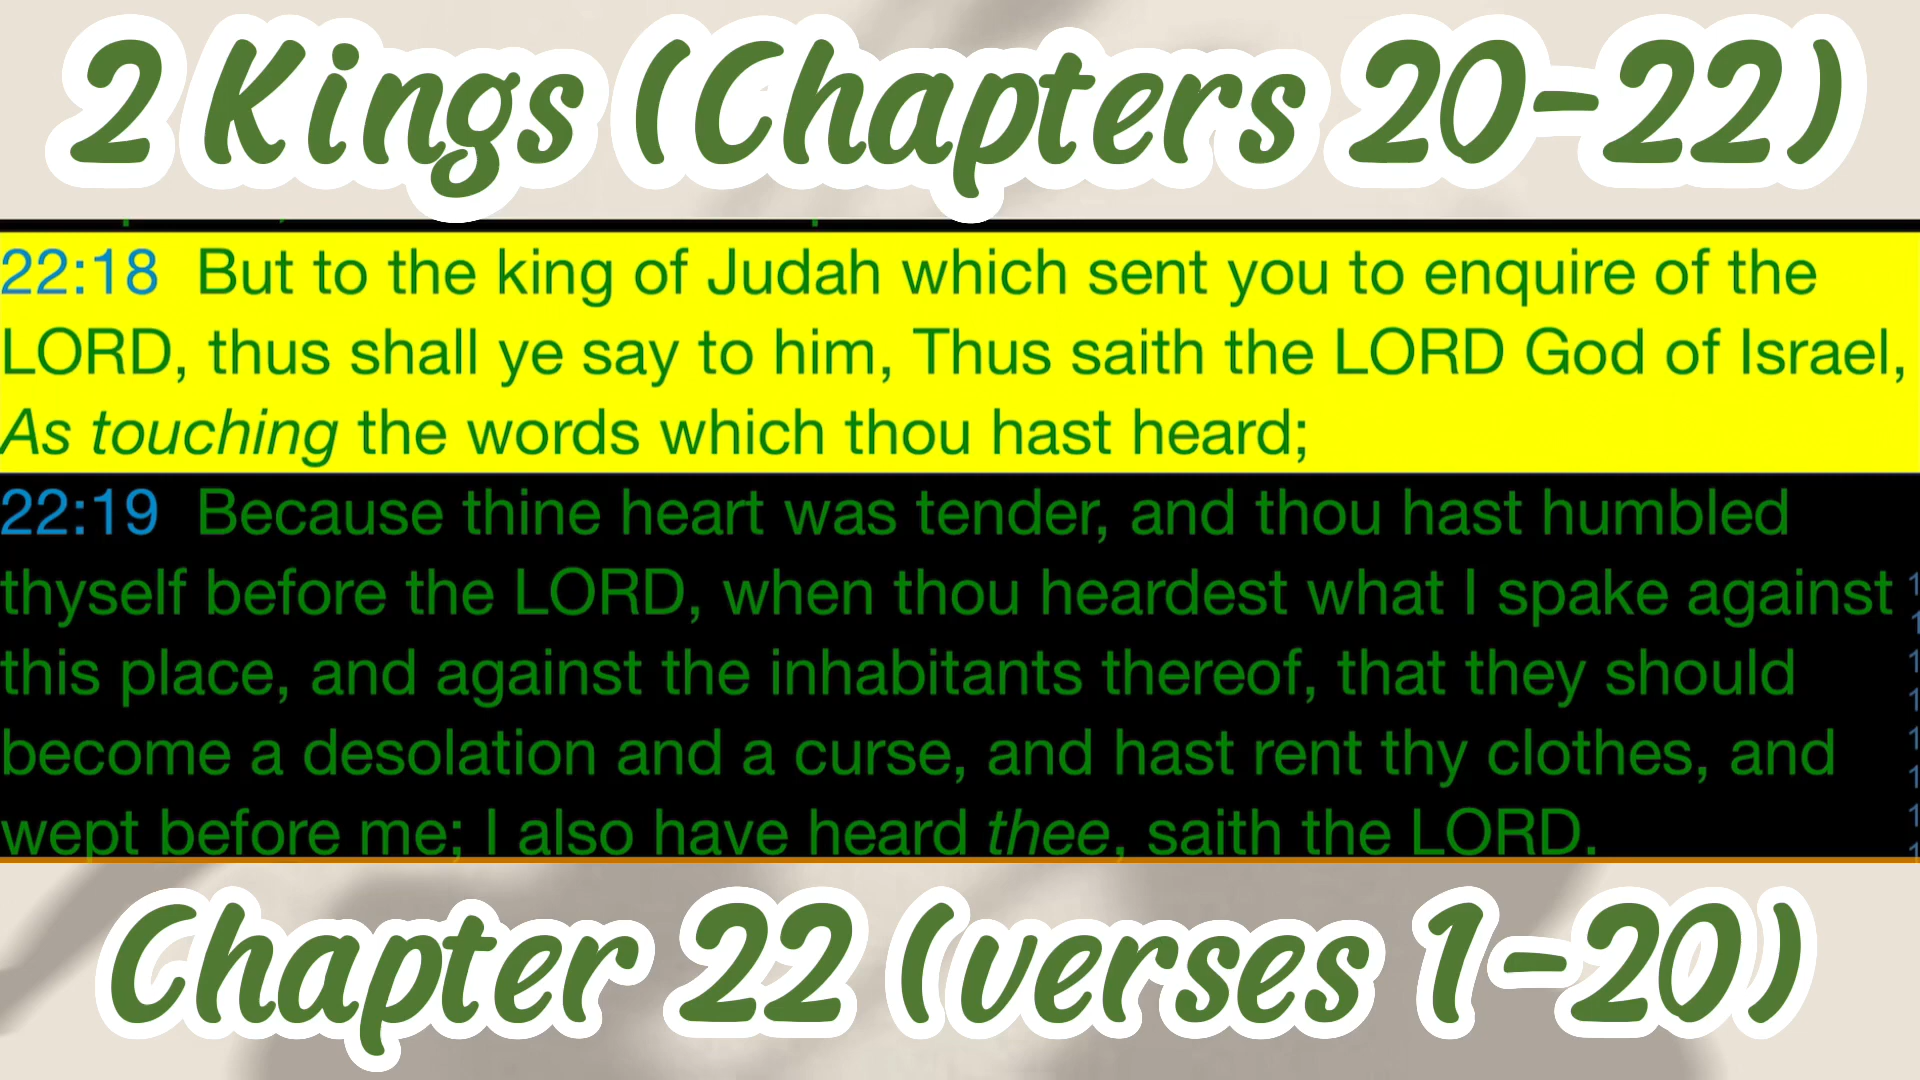 2 Kings (Chapters 20-22)
22:18 But to the king of Judah which sent you to enquire of the
LORD, thus shall ye say to him, Thus saith the LORD God of Israel,
As touching the words which thou hast heard;
22:19 Because thine heart was tender, and thou hast humbled
thyself before the LORD, when thou heardest what I spake against
this place, and against the inhabitants thereof, that they should
become a desolation and a curse, and hast rent thy clothes, and
wept before me; I also have heard thee, saith the LORD.
Chapter 22 (verses 1-20)